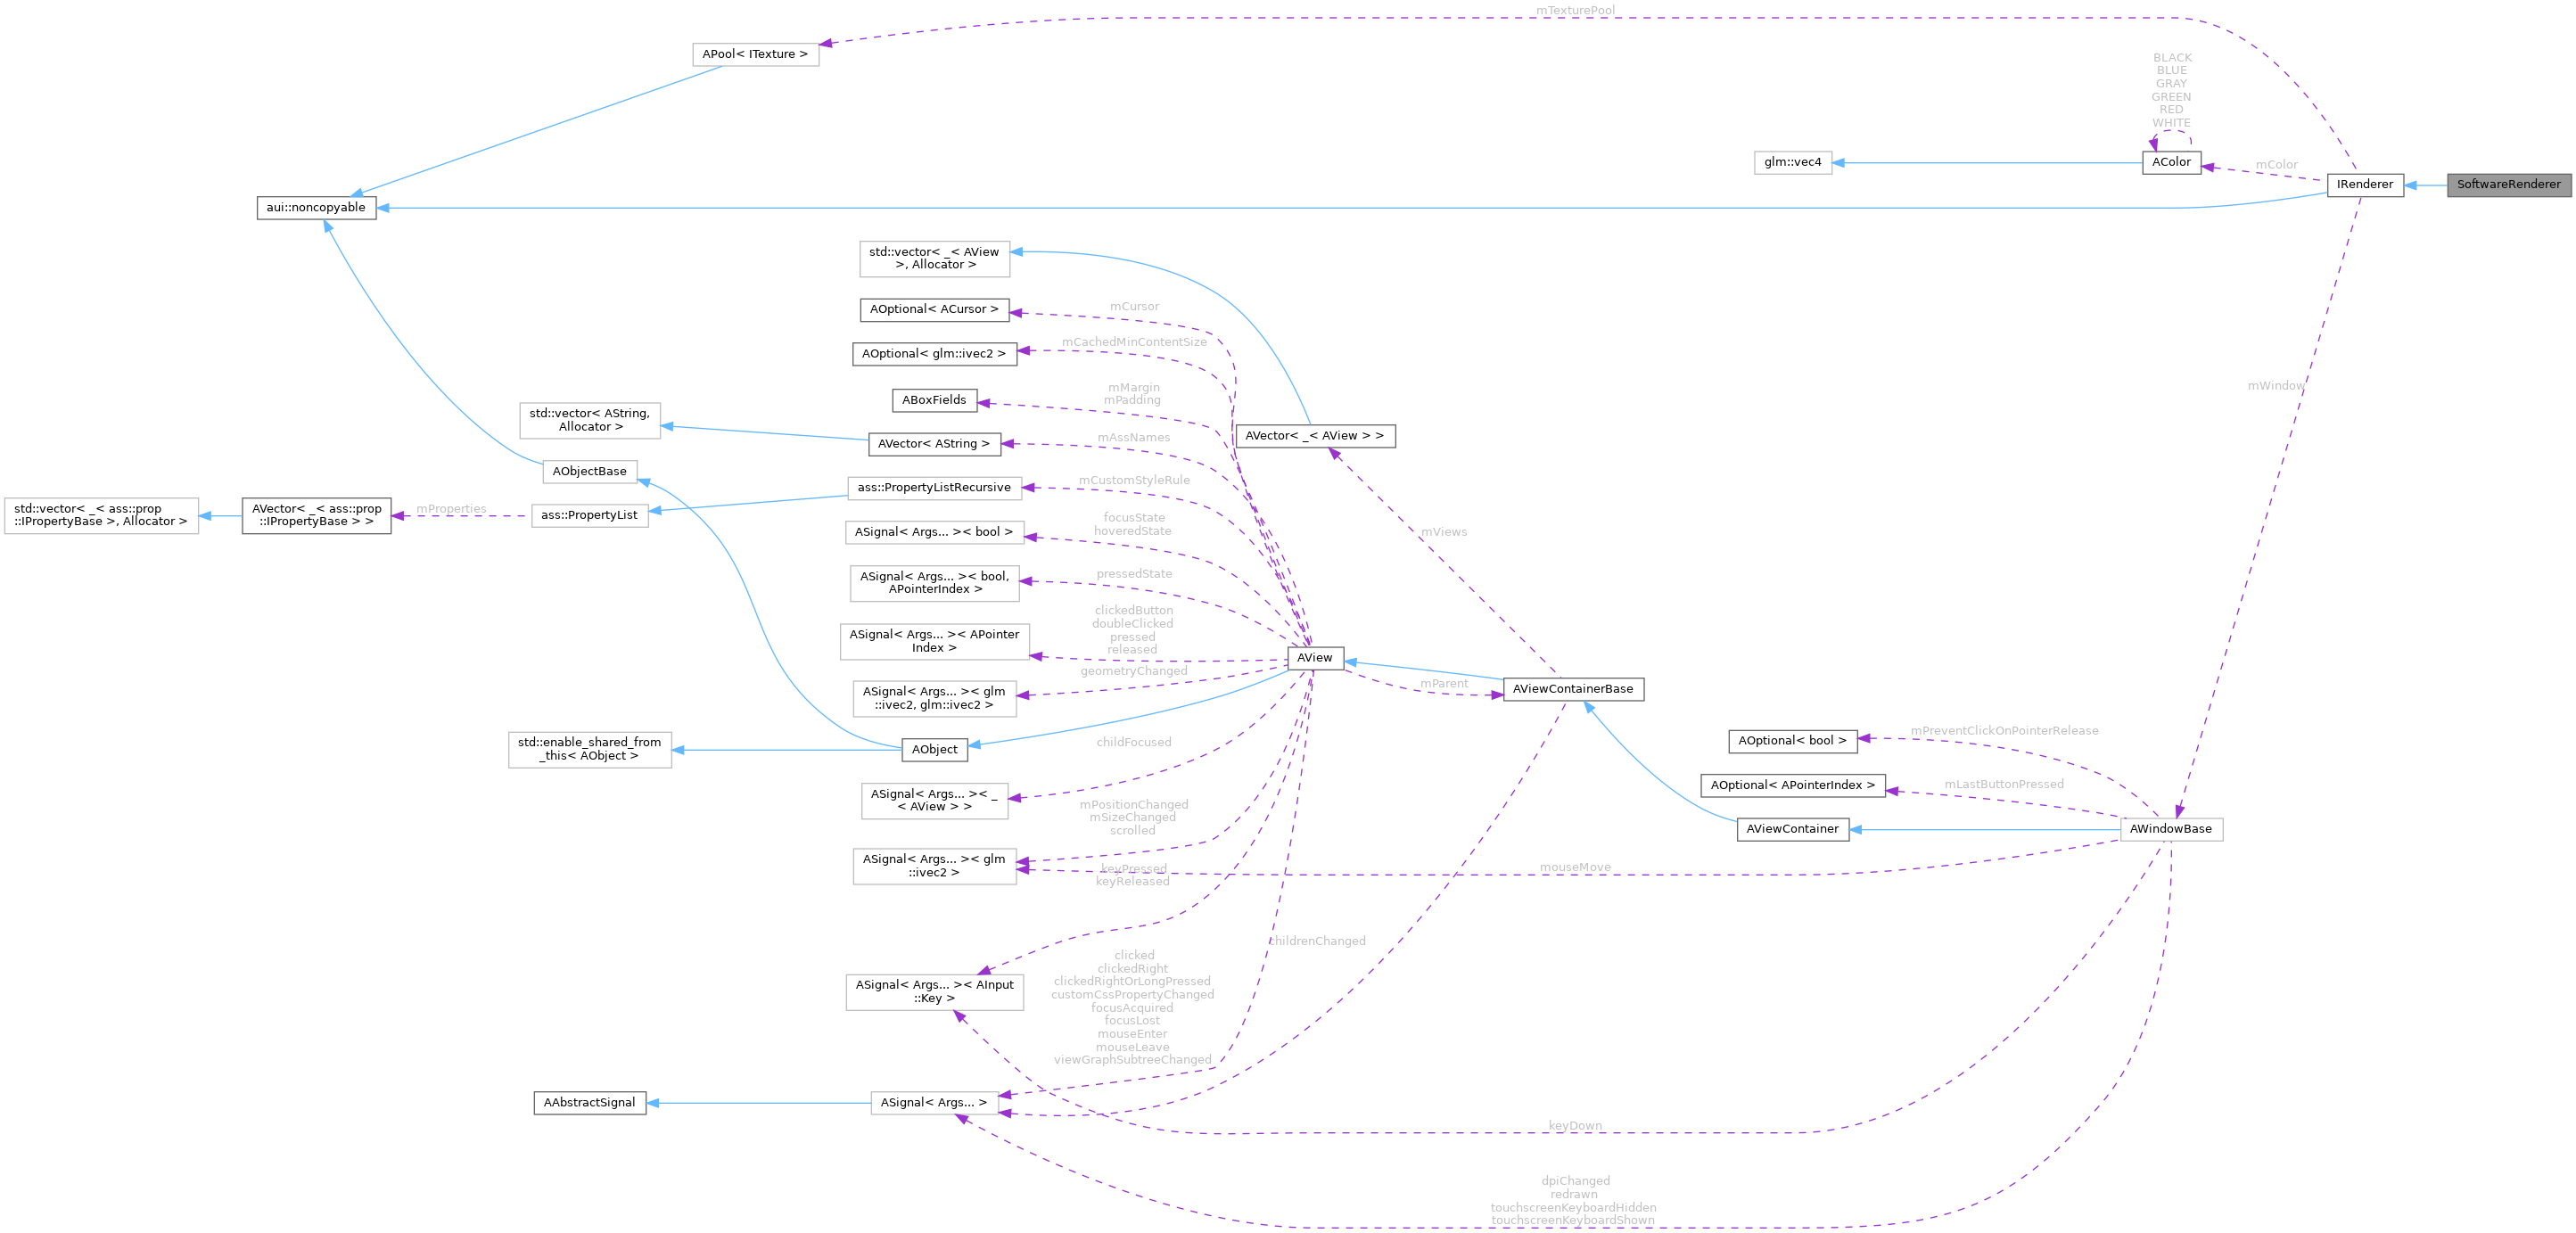 mTexturePool
APool< ITexture >
BLACK
BLUE
GRAY
GREEN
RED
WHITE
glm::vec4
AColor
mColor
IRenderer
SoftwareRenderer
aui::noncopyable
std::vector< _< AView
>, Allocator >
AOptional< ACursor >
mCursor
AOptional< glm::ivec2 >
mCachedMinContentSize
mWindow
ABoxFields
mMargin
mPadding
std::vector< AString,
Allocator >
AVector< AString >
mAssNames
AVector< _< AView > >
AObjectBase
ass::PropertyListRecursive
mCustomStyleRule
std::vector< _< ass::prop
::IPropertyBase >, Allocator >
AVector< _< ass::prop
::IPropertyBase > >
mProperties
ass::PropertyList
ASignal< Args... >< bool >
focusState
hoveredState
mViews
ASignal< Args... >< bool,
APointerIndex >
pressedState
ASignal< Args... >< APointer
Index >
clickedButton
doubleClicked
pressed
released
AView
ASignal< Args... >< glm
::ivec2, glm::ivec2 >
geometryChanged
mParent
AViewContainerBase
std::enable_shared_from
_this< AObject >
AObject
childFocused
AOptional< bool >
mPreventClickOnPointerRelease
ASignal< Args... >< _
< AView > >
AOptional< APointerIndex >
mLastButtonPressed
mPositionChanged
mSizeChanged
scrolled
AViewContainer
AWindowBase
ASignal< Args... >< glm
::ivec2 >
keyPressed
keyReleased
mouseMove
childrenChanged
ASignal< Args... >< AInput
::Key >
clicked
clickedRight
clickedRightOrLongPressed
customCssPropertyChanged
focusAcquired
focusLost
mouseEnter
mouseLeave
viewGraphSubtreeChanged
AAbstractSignal
ASignal< Args... >
keyDown
dpiChanged
redrawn
touchscreenKeyboardHidden
touchscreenKeyboardShown